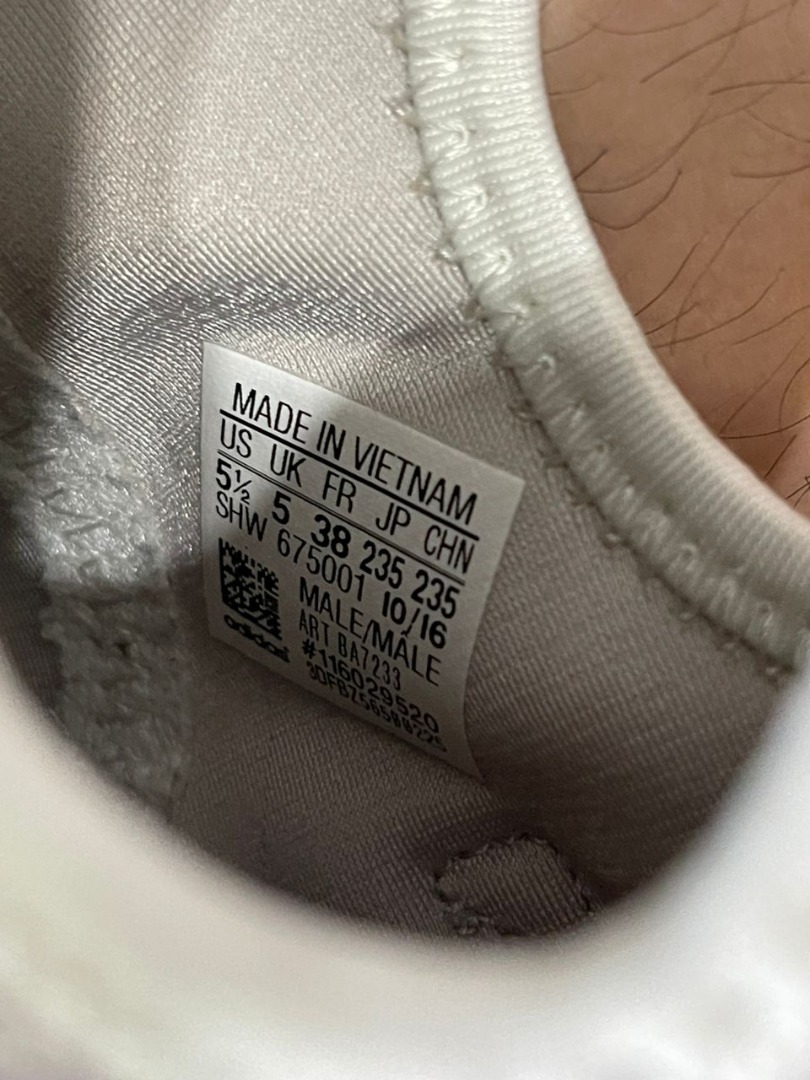 MADE IN VIETNAM
US UK FR JP CHN
5½ 5 38 235 235
SHW 675001 10/16
MALE/MALE
ART BA7233
#116029520
adidas